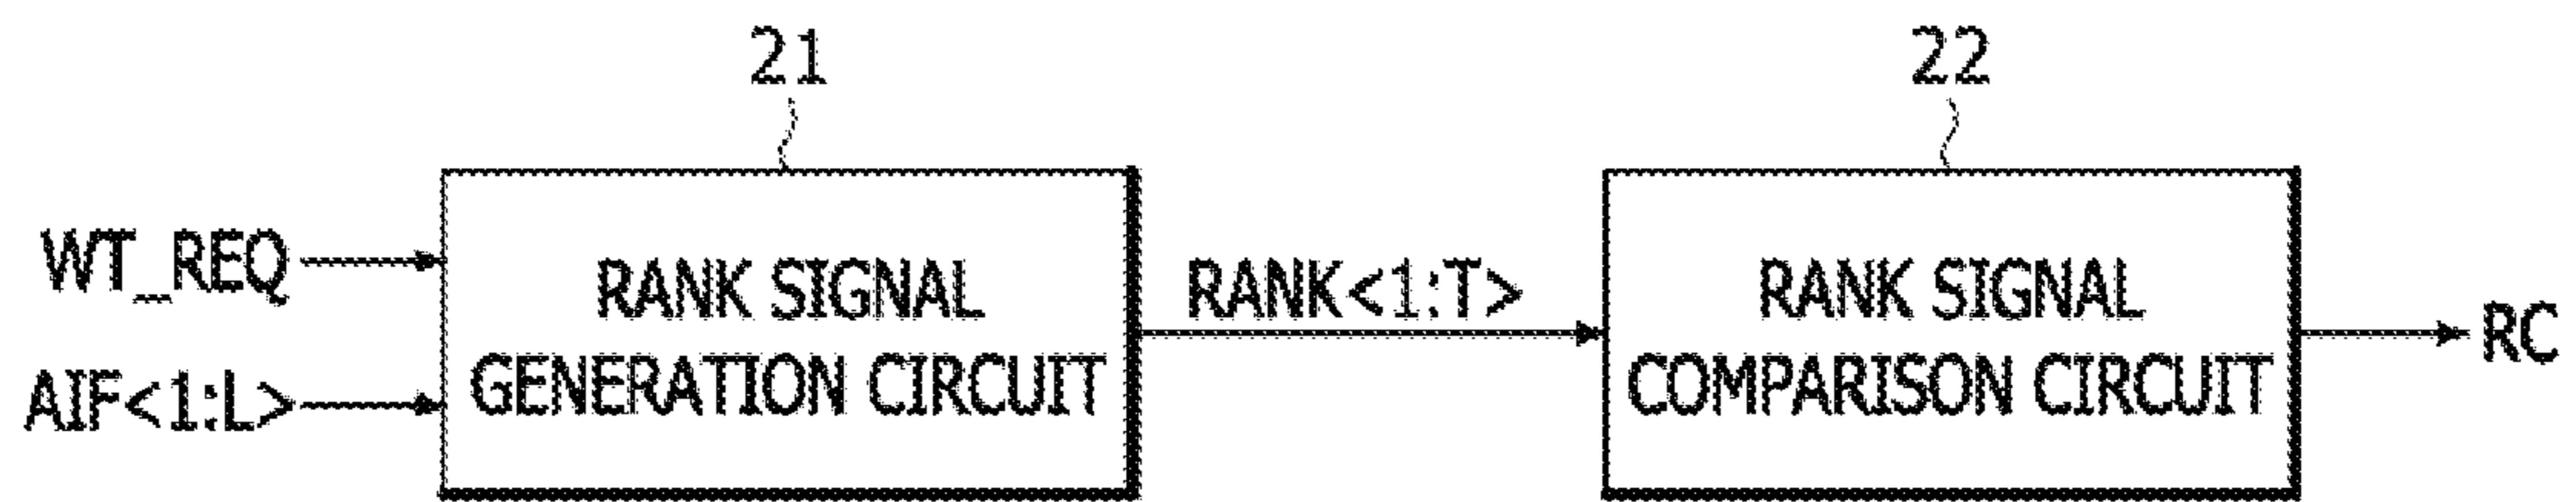 21
22
WT_REQ
AIF<1:L>
RANK SIGNAL
GENERATION CIRCUIT
RANK<1:T>
RANK SIGNAL
COMPARISON CIRCUIT
RC